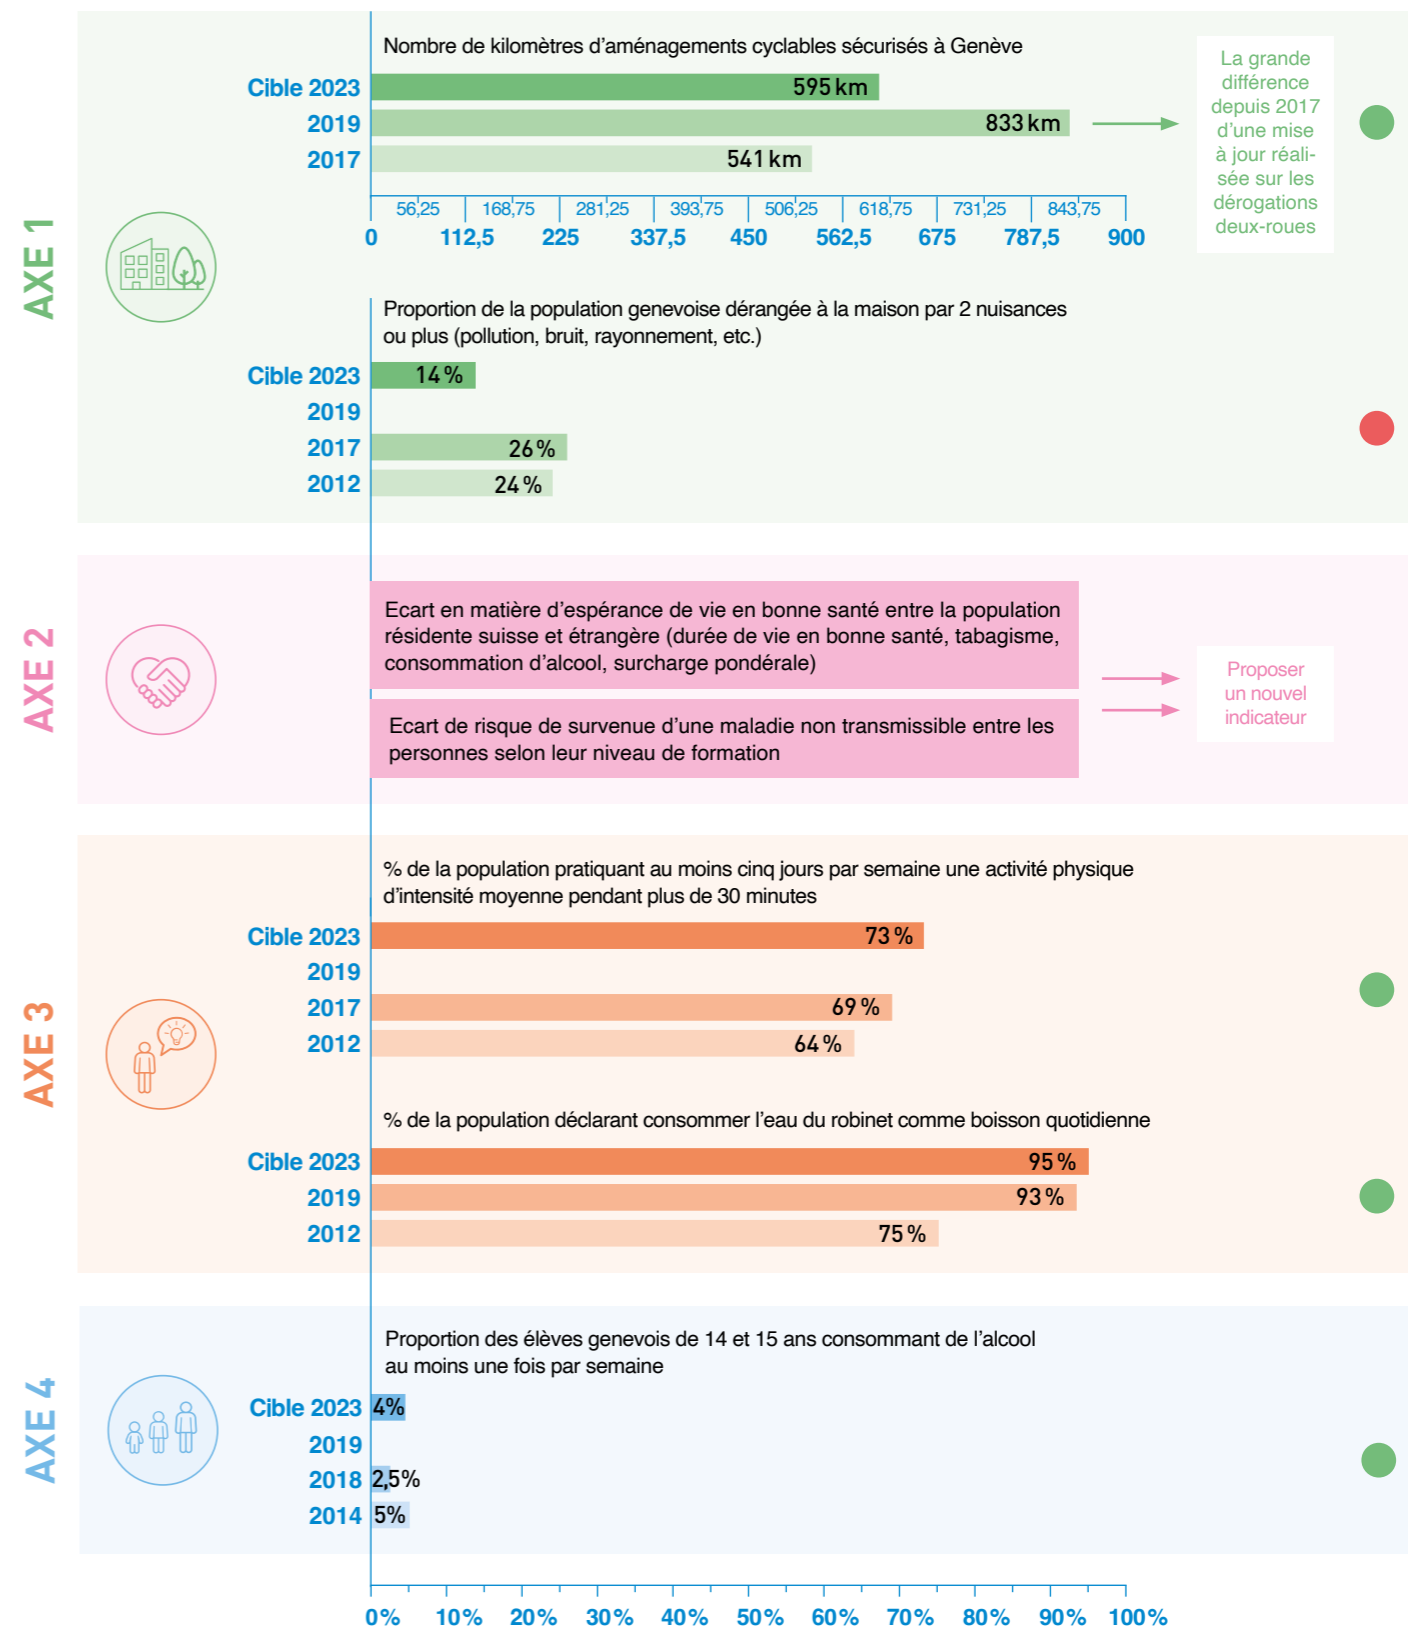 AXE 1
Nombre de kilomètres d'aménagements cyclables sécurisés à Genève
Cible 2023 595 km
2019 833 km
2017 541 km
56,25 168,75 281,25 393,75 506,25 618,75 731,25 843,75
0 112,5 225 337,5 450 562,5 675 787,5 900
La grande
différence
depuis 2017
d'une mise
à jour réali-
sée sur les
dérogations
deux-roues
Proportion de la population genevoise dérangée à la maison par 2 nuisances
ou plus (pollution, bruit, rayonnement, etc.)
Cible 2023 14 %
2019
2017 26 %
2012 24 %
AXE 2
Ecart en matière d'espérance de vie en bonne santé entre la population
résidente suisse et étrangère (durée de vie en bonne santé, tabagisme,
consommation d'alcool, surcharge pondérale)
Ecart de risque de survenue d'une maladie non transmissible entre les
personnes selon leur niveau de formation
Proposer
un nouvel
indicateur
AXE 3
% de la population pratiquant au moins cinq jours par semaine une activité physique
d'intensité moyenne pendant plus de 30 minutes
Cible 2023 73 %
2019
2017 69 %
2012 64 %
% de la population déclarant consommer l'eau du robinet comme boisson quotidienne
Cible 2023 95 %
2019 93 %
2012 75 %
AXE 4
Proportion des élèves genevois de 14 et 15 ans consommant de l'alcool
au moins une fois par semaine
Cible 2023 4%
2019
2018 2,5%
2014 5%
0% 10% 20% 30% 40% 50% 60% 70% 80% 90% 100%